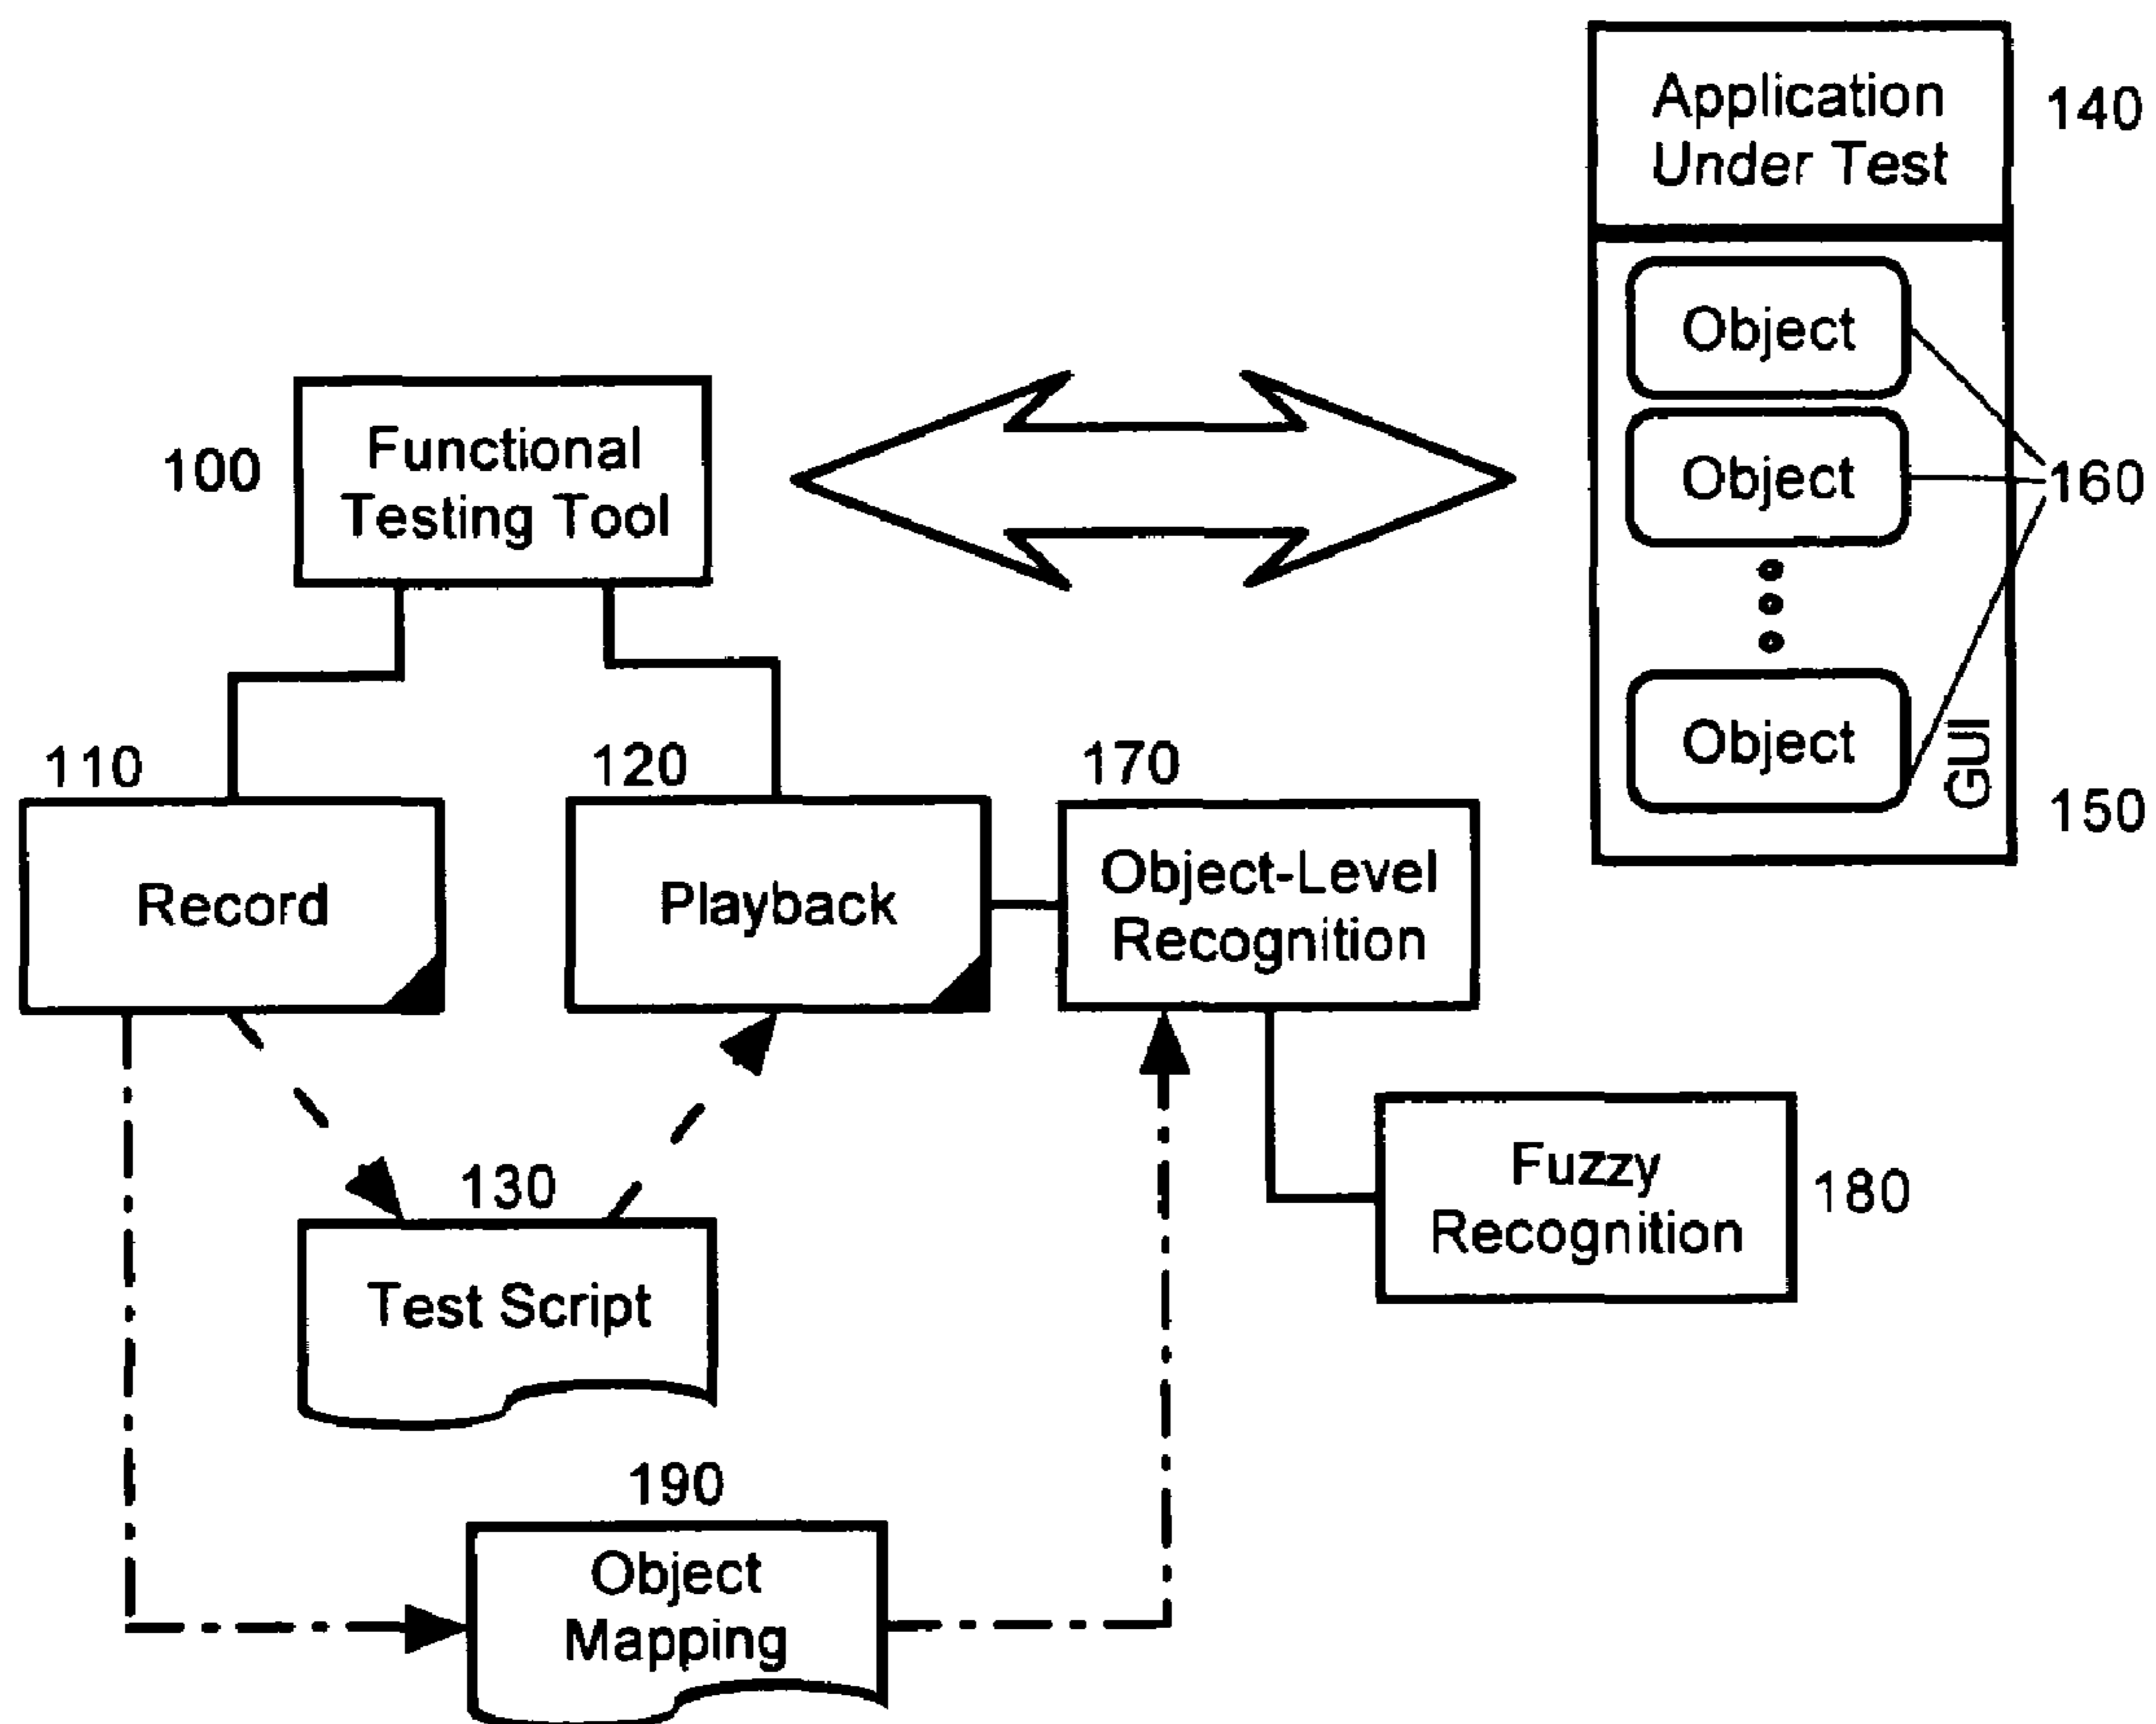 Application
Under Test
140
Object
Functional
Testing Tool
100
Object
160
Object
GUI
150
110
120
170
Record
Playback
Object-Level
Recognition
Fuzzy
Recognition
180
130
Test Script
190
Object
Mapping